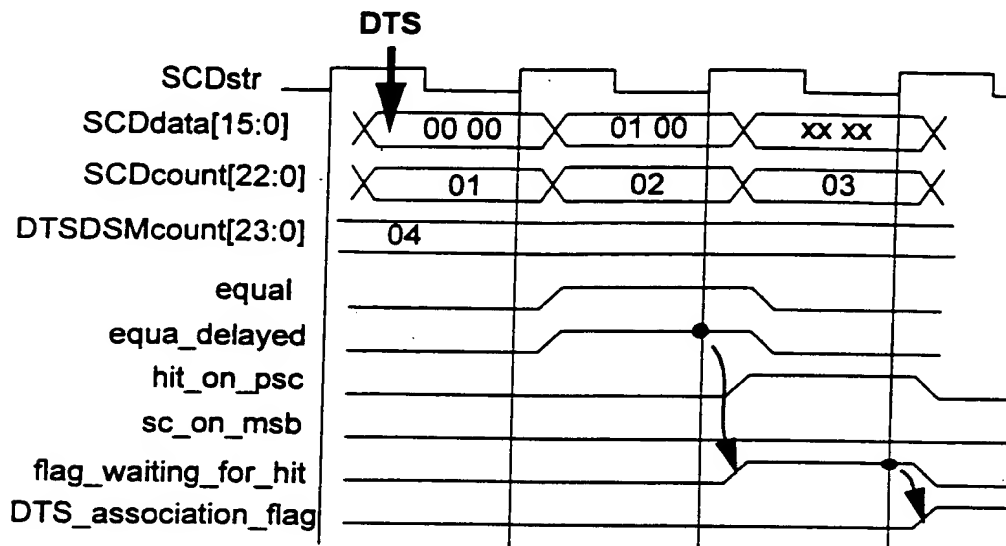 DTS
SCDstr
SCDdata[15:0] 00 00 01 00 xx xx
SCDcount[22:0] 01 02 03
DTSDSMcount[23:0] 04
equal
equa_delayed
hit_on_psc
sc_on_msb
flag_waiting_for_hit
DTS_association_flag